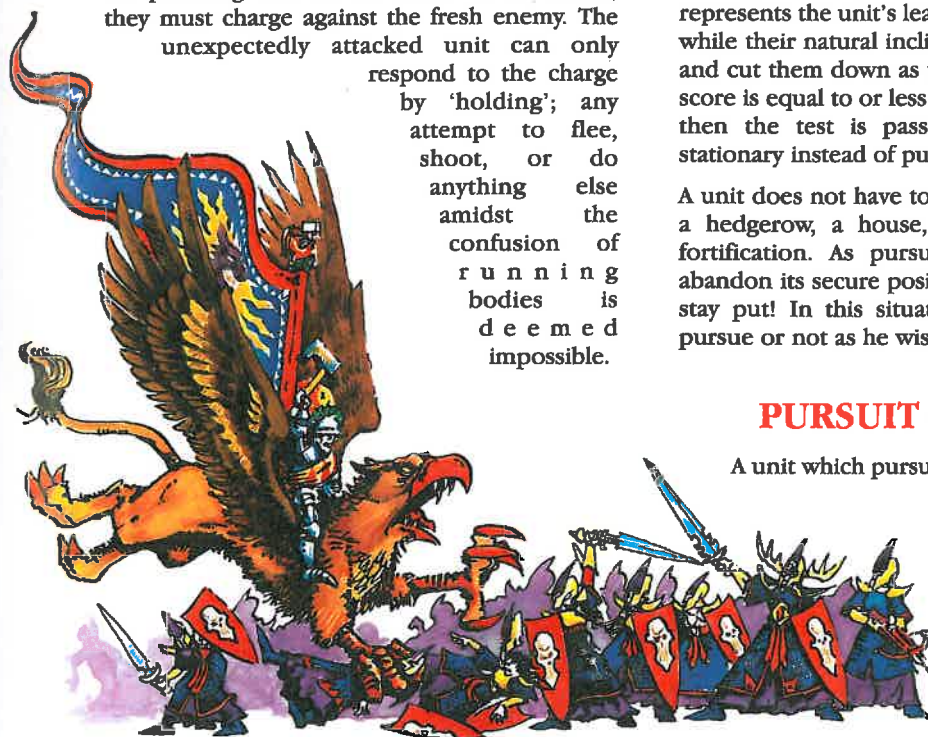 they must charge against the fresh enemy. The
unexpectedly attacked unit can only
respond to the charge
by 'holding'; any
attempt to flee,
shoot, or do
anything else
amidst the
confusion of
running
bodies is
deemed
impossible.
represents the unit's lea
while their natural incli
and cut them down as
score is equal to or less
then the test is pass
stationary instead of pu
A unit does not have to
a hedgerow, a house,
fortification. As pursu
abandon its secure posi
stay put! In this situat
pursue or not as he wis
PURSUIT
A unit which pursu